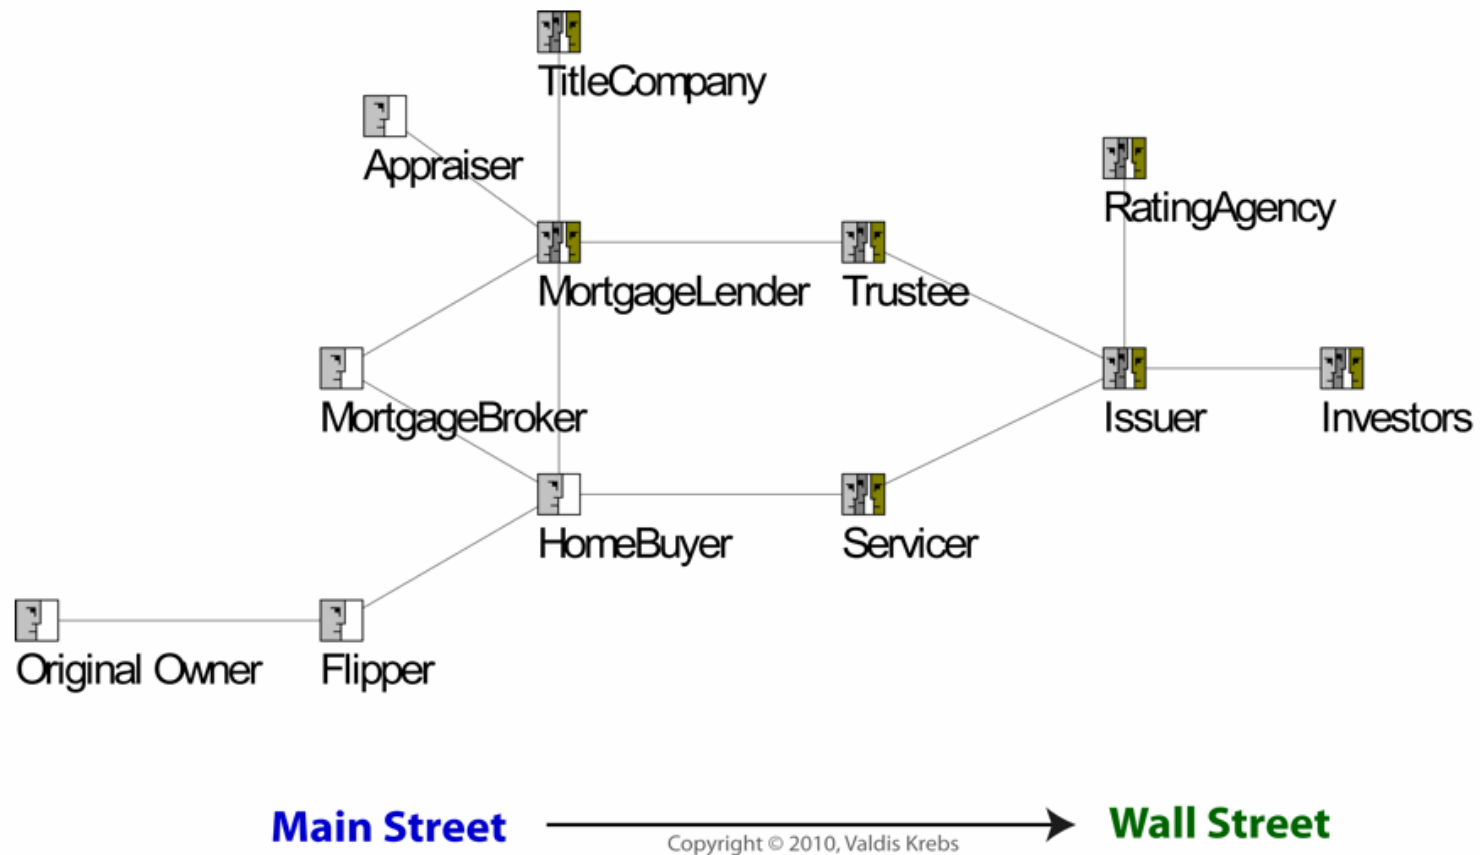 TitleCompany
Appraiser
RatingAgency
MortgageLender
Trustee
MortgageBroker
Issuer
Investors
HomeBuyer
Servicer
Original Owner
Flipper
Main Street
Wall Street
Copyright © 2010, Valdis Krebs